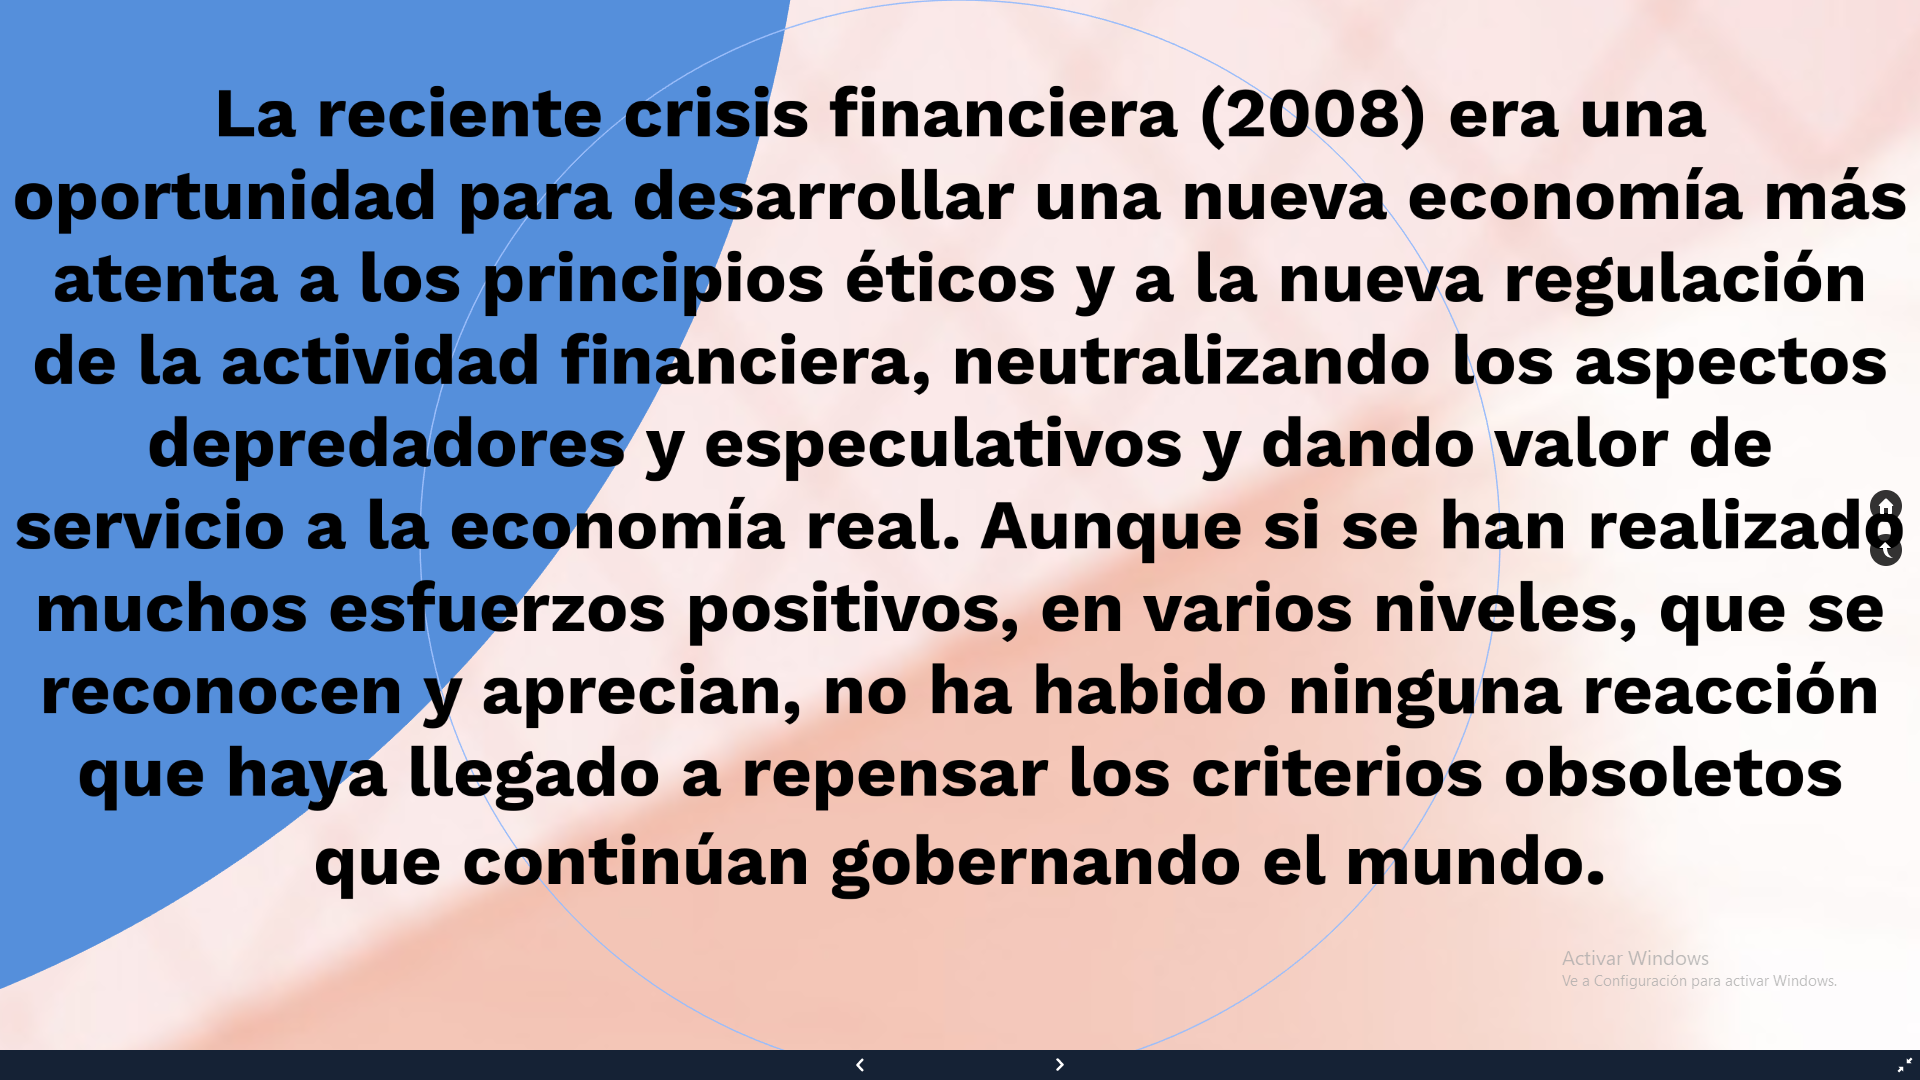 La reciente crisis financiera (2008) era una
oportunidad para desarrollar una nueva economía más
atenta a los principios éticos y a la nueva regulación
de la actividad financiera, neutralizando los aspectos
depredadores y especulativos y dando valor de
servicio a la economía real. Aunque si se han realizado
muchos esfuerzos positivos, en varios niveles, que se
reconocen y aprecian, no ha habido ninguna reacción
que haya llegado a repensar los criterios obsoletos
que continúan gobernando el mundo.
Activar Windows
Ve a Configuración para activar Windows.